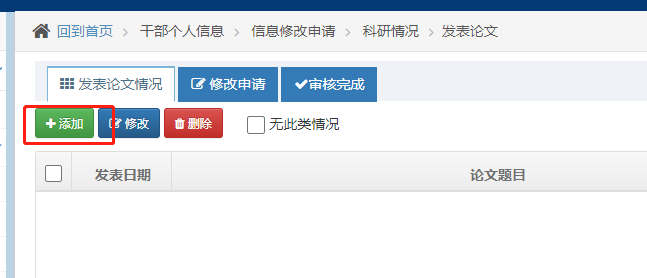 回到首页 > 干部个人信息 > 信息修改申请 > 科研情况 > 发表论文
发表论文情况 修改申请 审核完成
添加 修改 删除 无此类情况
发表日期 论文题目